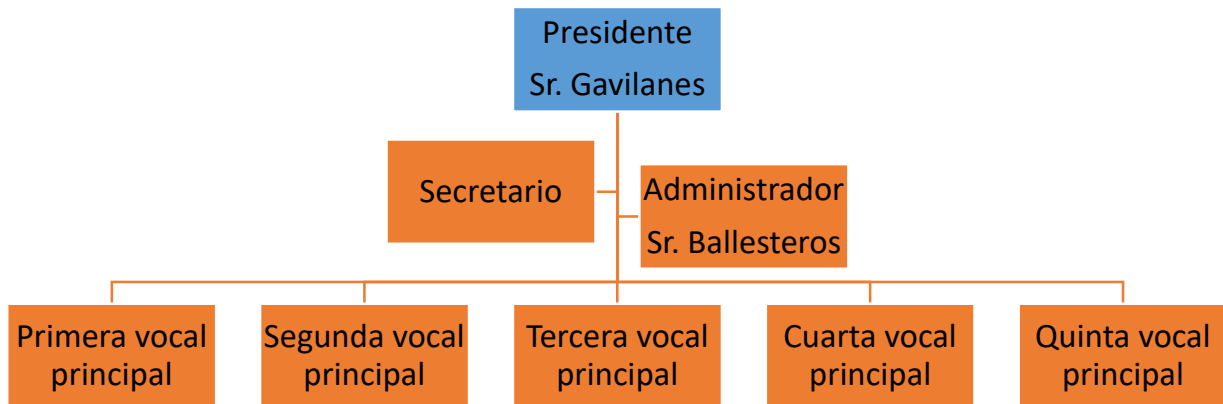 Presidente
Sr. Gavilanes
Secretario
Administrador
Sr. Ballesteros
Primera vocal
principal
Segunda vocal
principal
Tercera vocal
principal
Cuarta vocal
principal
Quinta vocal
principal